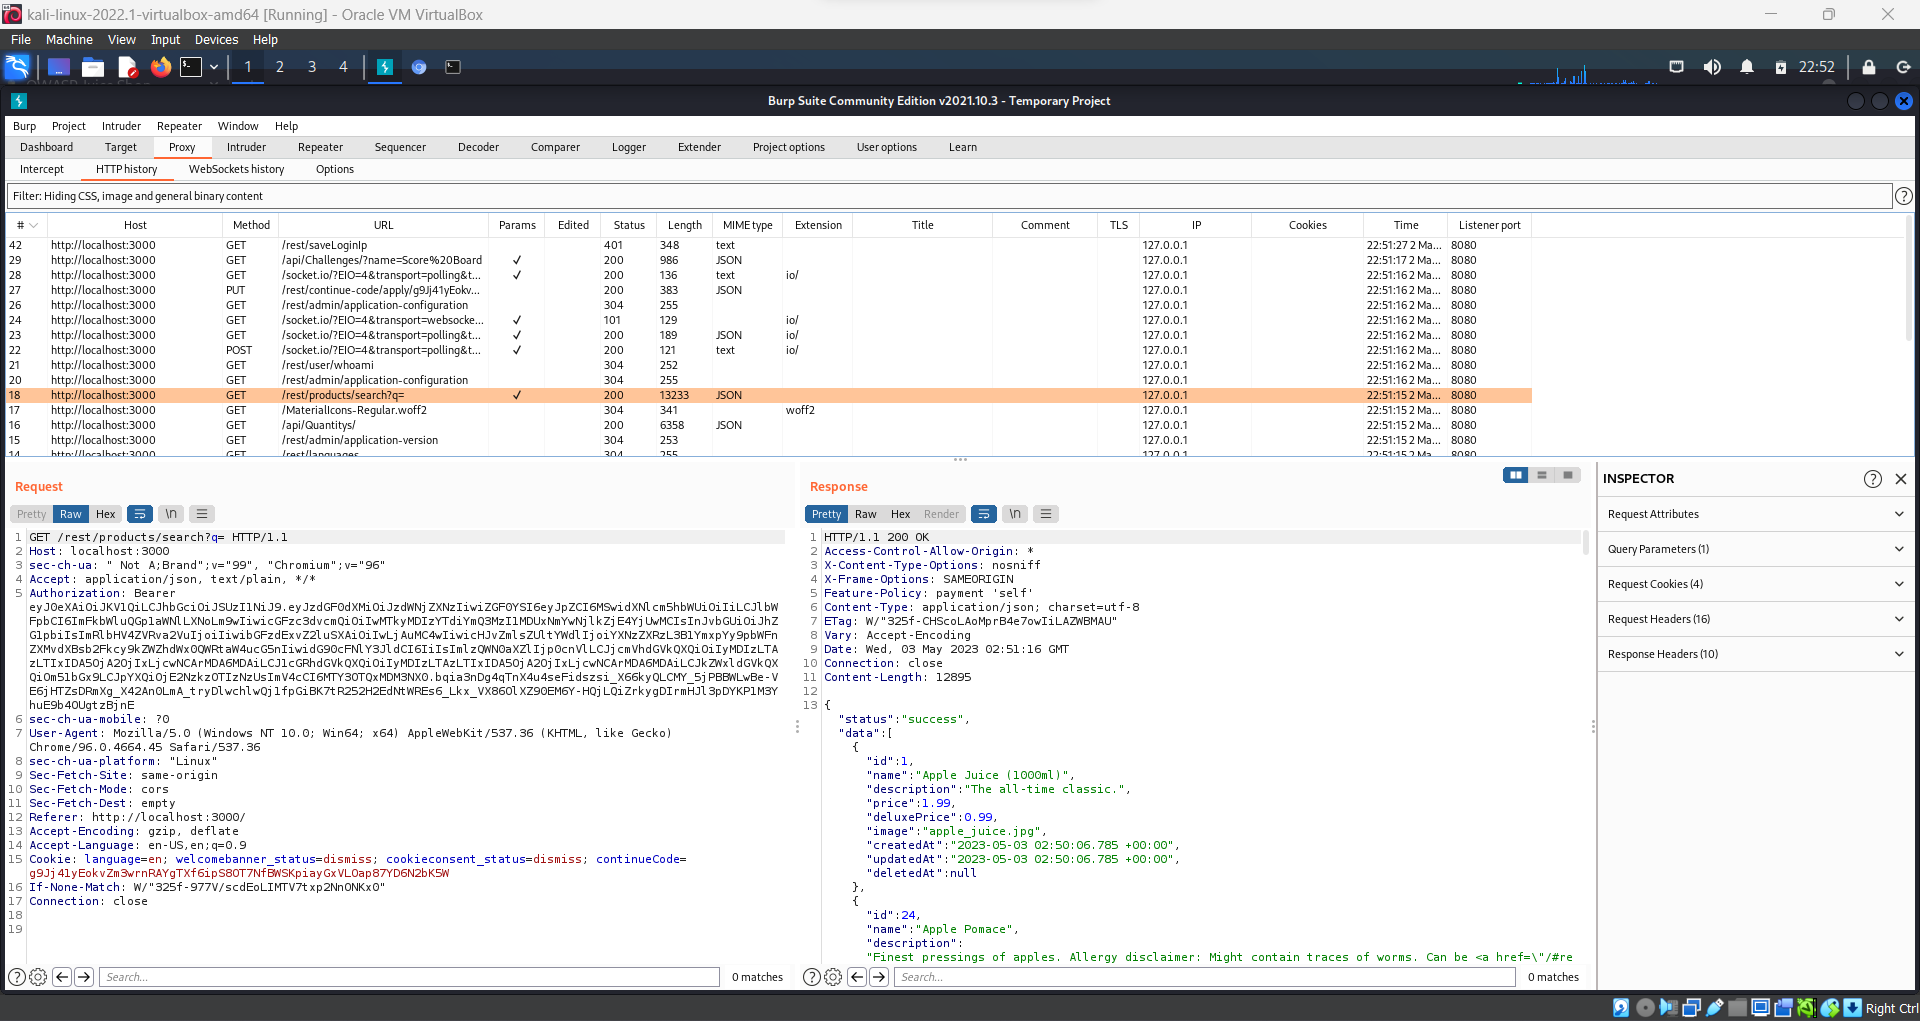 kali-linux-2022.1-virtualbox-amd64 [Running] - Oracle VM VirtualBox
File Machine View Input Devices Help
1 2 3 4 22:52
Burp Suite Community Edition v2021.10.3 - Temporary Project
Burp Project Intruder Repeater Window Help
Dashboard Target Proxy Intruder Repeater Sequencer Decoder Comparer Logger Extender Project options User options Learn
Intercept HTTP history WebSockets history Options
Filter: Hiding CSS, image and general binary content
# Host Method URL Params Edited Status Length MIME type Extension Title Comment TLS IP Cookies Time Listener port
42 http://localhost:3000 GET /rest/saveLoginIp 401 348 text 127.0.0.1 22:51:27 2 Ma... 8080
29 http://localhost:3000 GET /api/Challenges/?name=Score%20Board ✓ 200 986 JSON 127.0.0.1 22:51:17 2 Ma... 8080
28 http://localhost:3000 GET /socket.io/?EIO=4&transport=polling&t... ✓ 200 136 text io/ 127.0.0.1 22:51:16 2 Ma... 8080
27 http://localhost:3000 PUT /rest/continue-code/apply/g9Jj41yEokv... 200 383 JSON 127.0.0.1 22:51:16 2 Ma... 8080
26 http://localhost:3000 GET /rest/admin/application-configuration 304 255 127.0.0.1 22:51:16 2 Ma... 8080
24 http://localhost:3000 GET /socket.io/?EIO=4&transport=websocke... ✓ 101 129 io/ 127.0.0.1 22:51:16 2 Ma... 8080
23 http://localhost:3000 GET /socket.io/?EIO=4&transport=polling&t... ✓ 200 189 JSON io/ 127.0.0.1 22:51:16 2 Ma... 8080
22 http://localhost:3000 POST /socket.io/?EIO=4&transport=polling&t... ✓ 200 121 text io/ 127.0.0.1 22:51:16 2 Ma... 8080
21 http://localhost:3000 GET /rest/user/whoami 304 252 127.0.0.1 22:51:16 2 Ma... 8080
20 http://localhost:3000 GET /rest/admin/application-configuration 304 255 127.0.0.1 22:51:16 2 Ma... 8080
18 http://localhost:3000 GET /rest/products/search?q= ✓ 200 13233 JSON 127.0.0.1 22:51:15 2 Ma... 8080
17 http://localhost:3000 GET /MaterialIcons-Regular.woff2 304 341 woff2 127.0.0.1 22:51:15 2 Ma... 8080
16 http://localhost:3000 GET /api/Quantitys/ 200 6358 JSON 127.0.0.1 22:51:15 2 Ma... 8080
15 http://localhost:3000 GET /rest/admin/application-version 304 253 127.0.0.1 22:51:15 2 Ma... 8080
14 http://localhost:3000 GET /rest/languages 304 255 127.0.0.1 22:51:15 2 Ma... 8080
Request
Pretty Raw Hex \n
1 GET /rest/products/search?q= HTTP/1.1
2 Host: localhost:3000
3 sec-ch-ua: " Not A;Brand";v="99", "Chromium";v="96"
4 Accept: application/json, text/plain, */*
5 Authorization: Bearer
6 sec-ch-ua-mobile: ?0
7 User-Agent: Mozilla/5.0 (Windows NT 10.0; Win64; x64) AppleWebKit/537.36 (KHTML, like Gecko)
Chrome/96.0.4664.45 Safari/537.36
8 sec-ch-ua-platform: "Linux"
9 Sec-Fetch-Site: same-origin
10 Sec-Fetch-Mode: cors
11 Sec-Fetch-Dest: empty
12 Referer: http://localhost:3000/
13 Accept-Encoding: gzip, deflate
14 Accept-Language: en-US,en;q=0.9
15 Cookie: language=en; welcomebanner_status=dismiss; cookieconsent_status=dismiss; continueCode=
g9Jj41yEokvZm3wrnRAYgTXf6ipS8OT7NfBWSKpiayGxVLOap87YD6N2bK5W
16 If-None-Match: W/"325f-977V/scdEoLIMTV7txp2NnONKx0"
17 Connection: close
18
19
Search... 0 matches
Response
Pretty Raw Hex Render \n
1 HTTP/1.1 200 OK
2 Access-Control-Allow-Origin: *
3 X-Content-Type-Options: nosniff
4 X-Frame-Options: SAMEORIGIN
5 Feature-Policy: payment 'self'
6 Content-Type: application/json; charset=utf-8
7 ETag: W/"325f-CHScoLAoMprB4e7owIiLAZWBMAU"
8 Vary: Accept-Encoding
9 Date: Wed, 03 May 2023 02:51:16 GMT
10 Connection: close
11 Content-Length: 12895
12
13 {
"status":"success",
"data":[
{
"id":1,
"name":"Apple Juice (1000ml)",
"description":"The all-time classic.",
"price":1.99,
"deluxePrice":0.99,
"image":"apple_juice.jpg",
"createdAt":"2023-05-03 02:50:06.785 +00:00",
"updatedAt":"2023-05-03 02:50:06.785 +00:00",
"deletedAt":null
},
{
"id":24,
"name":"Apple Pomace",
"description":
"Finest pressings of apples. Allergy disclaimer: Might contain traces of worms. Can be <a href=\"/#re
Search... 0 matches
INSPECTOR
Request Attributes
Query Parameters (1)
Request Cookies (4)
Request Headers (16)
Response Headers (10)
Right Ctrl